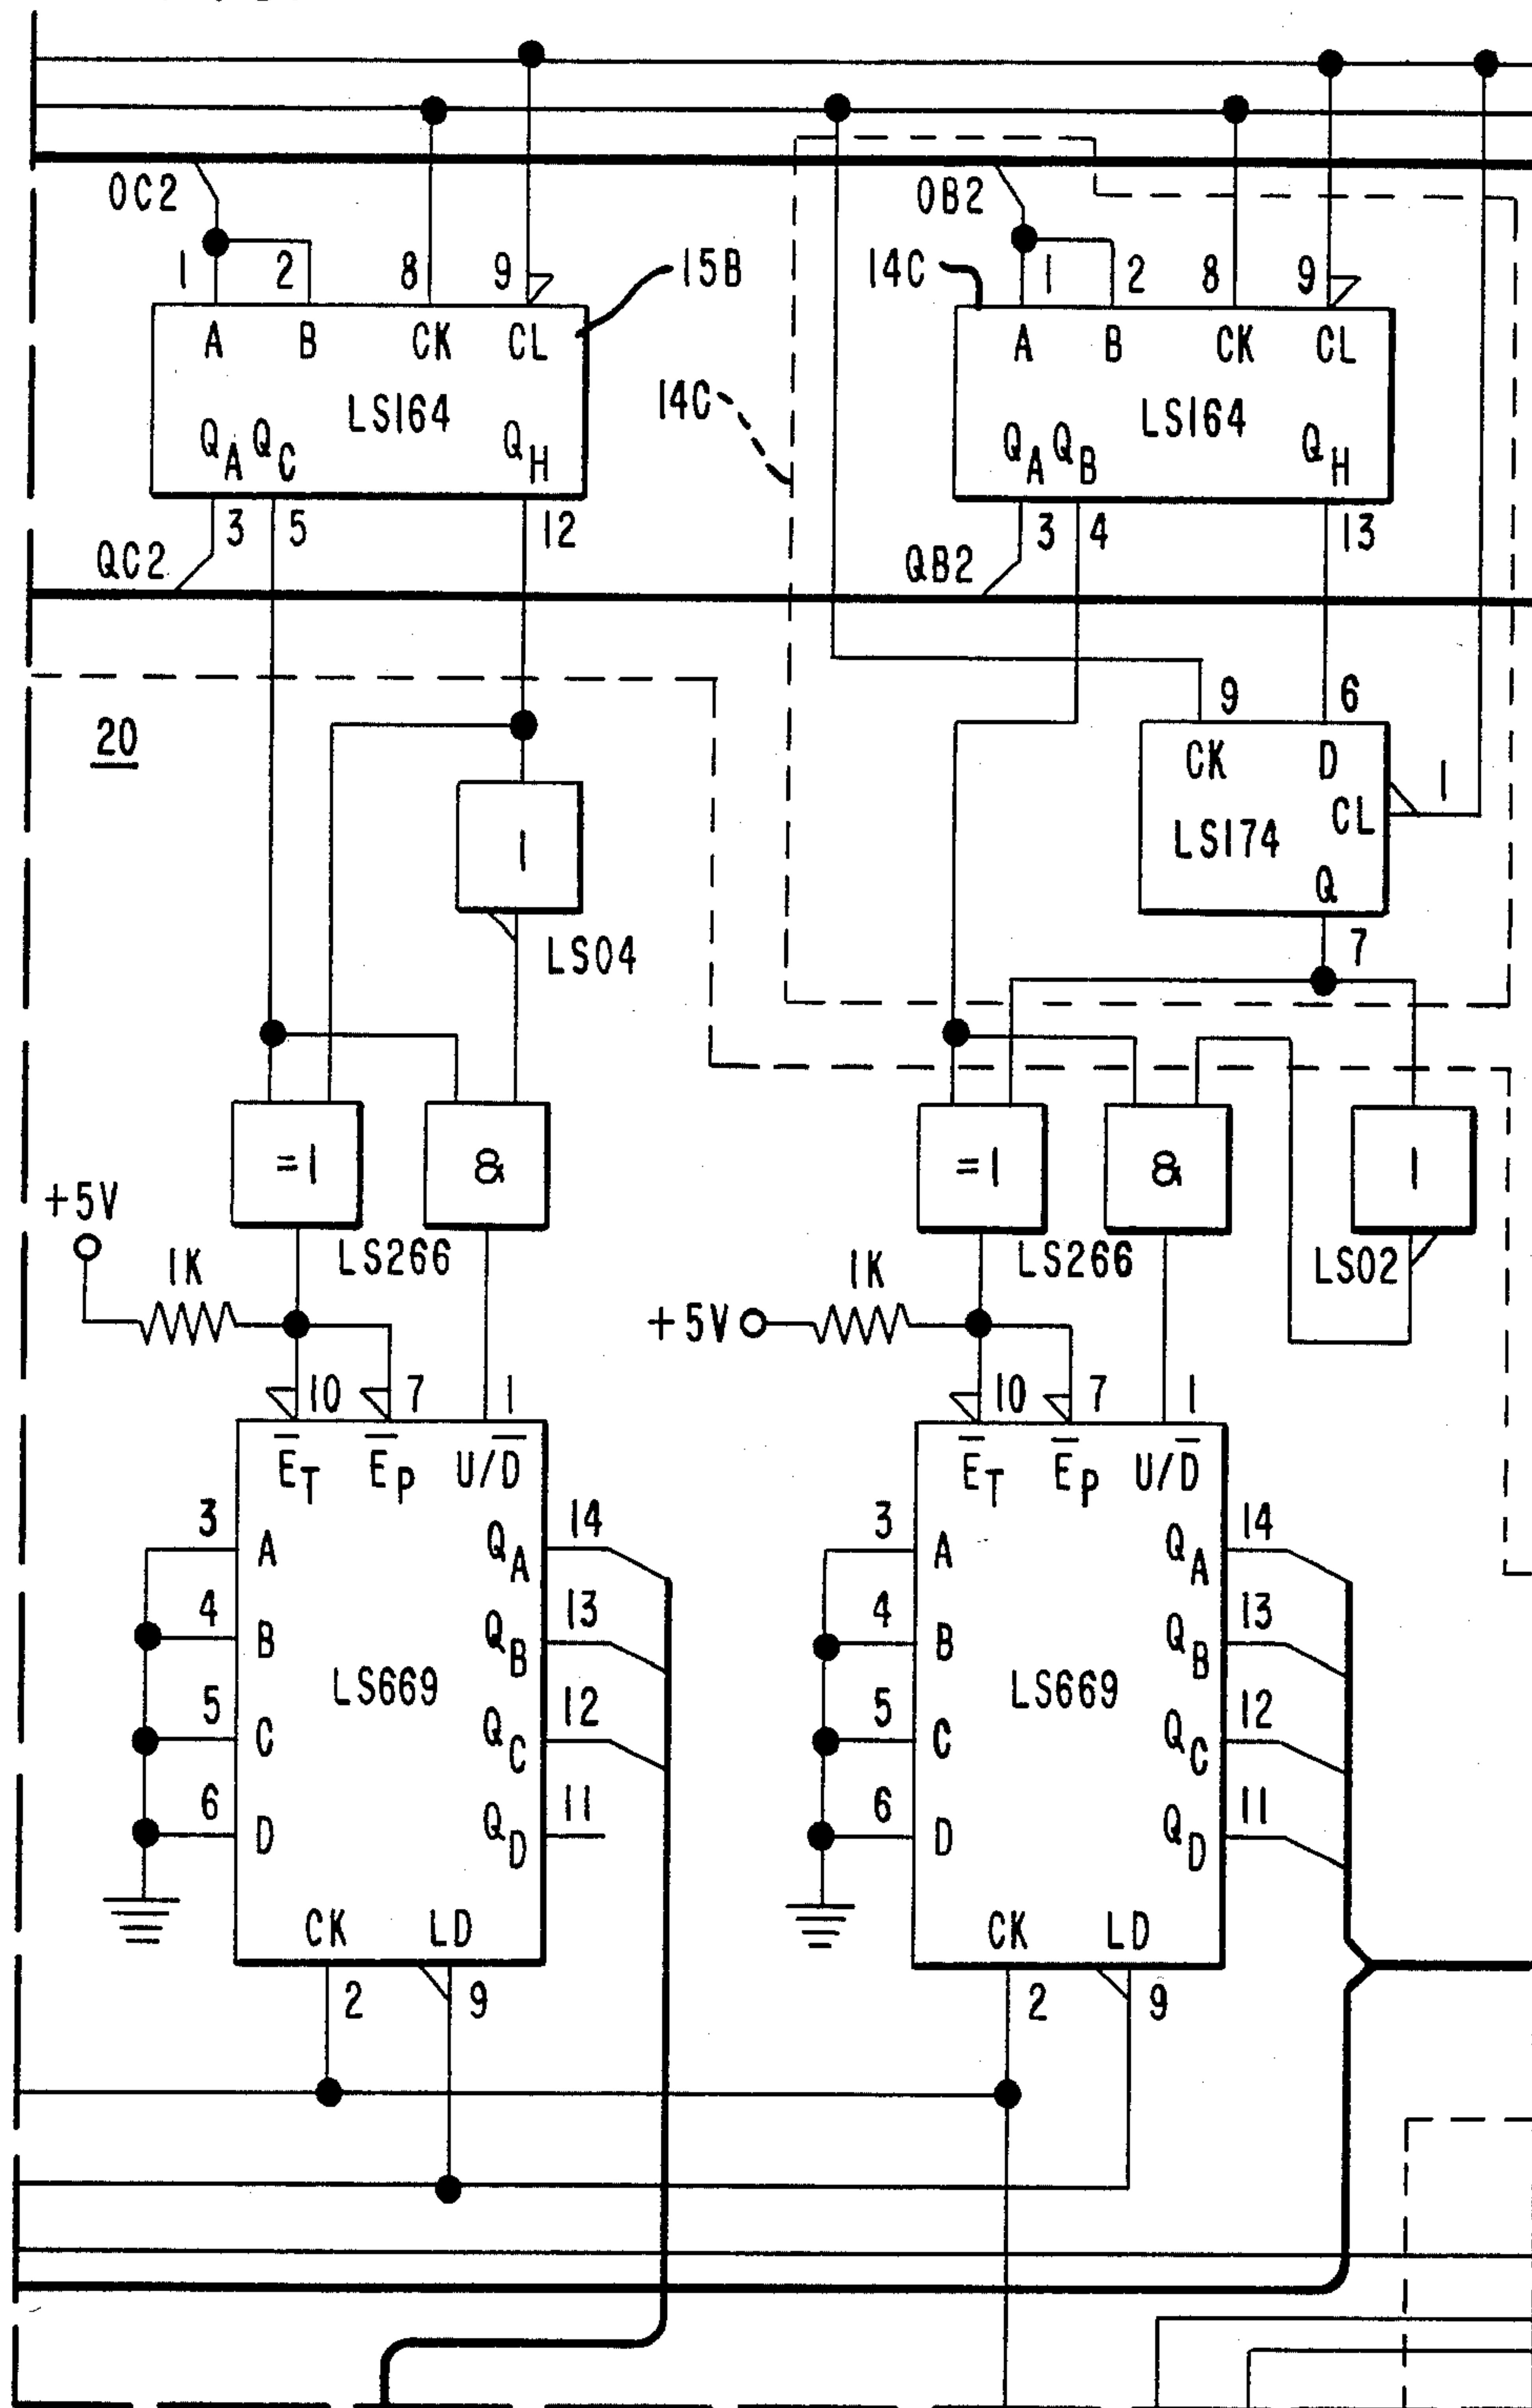 OC2
OB2
1 2 8 9
15B
14C
1 2 8 9
A B CK CL
A B CK CL
LS164
14C
LS164
QA QC QH
QA QB QH
3 5 12
3 4 13
QC2
QB2
20
9 6
CK D
1
CL
LS174
1
Q
LS04
7
=1 & =1 & 1
+5V
LS266
LS266
LS02
1K
1K
+5V
10 7 1
10 7 1
ET EP U/D
ET EP U/D
3 A QA 14
3 A QA 14
4 B QB 13
4 B QB 13
LS669
LS669
5 C QC 12
5 C QC 12
6 D QD 11
6 D QD 11
CK LD
CK LD
2 9
2 9